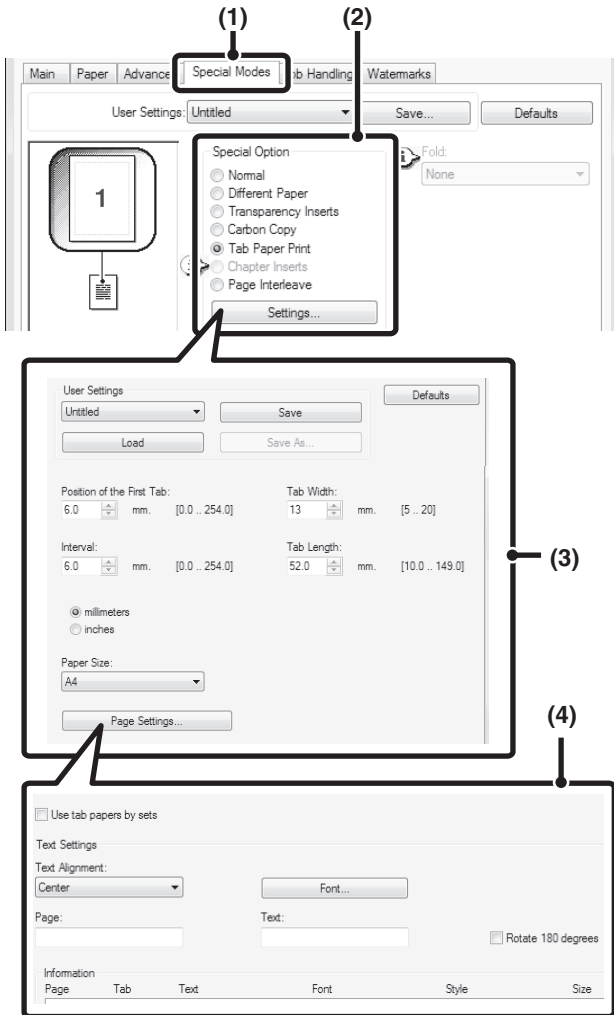 (1) (2)
Main Paper Advance Special Modes ob Handling Watermarks
User Settings: Untitled Save... Defaults
1
Special Option
Normal
Different Paper
Transparency Inserts
Carbon Copy
Tab Paper Print
Chapter Inserts
Page Interleave
Settings...
Fold:
None
User Settings
Untitled Save Defaults
Load Save As...
Position of the First Tab: Tab Width:
6.0 mm. [0.0 .. 254.0] 13 mm. [5 .. 20]
Interval: Tab Length:
6.0 mm. [0.0 .. 254.0] 52.0 mm. [10.0 .. 149.0]
(3)
millimeters
inches
Paper Size:
A4
Page Settings...
(4)
Use tab papers by sets
Text Settings
Text Alignment:
Center Font...
Page: Text:
Rotate 180 degrees
Information
Page Tab Text Font Style Size